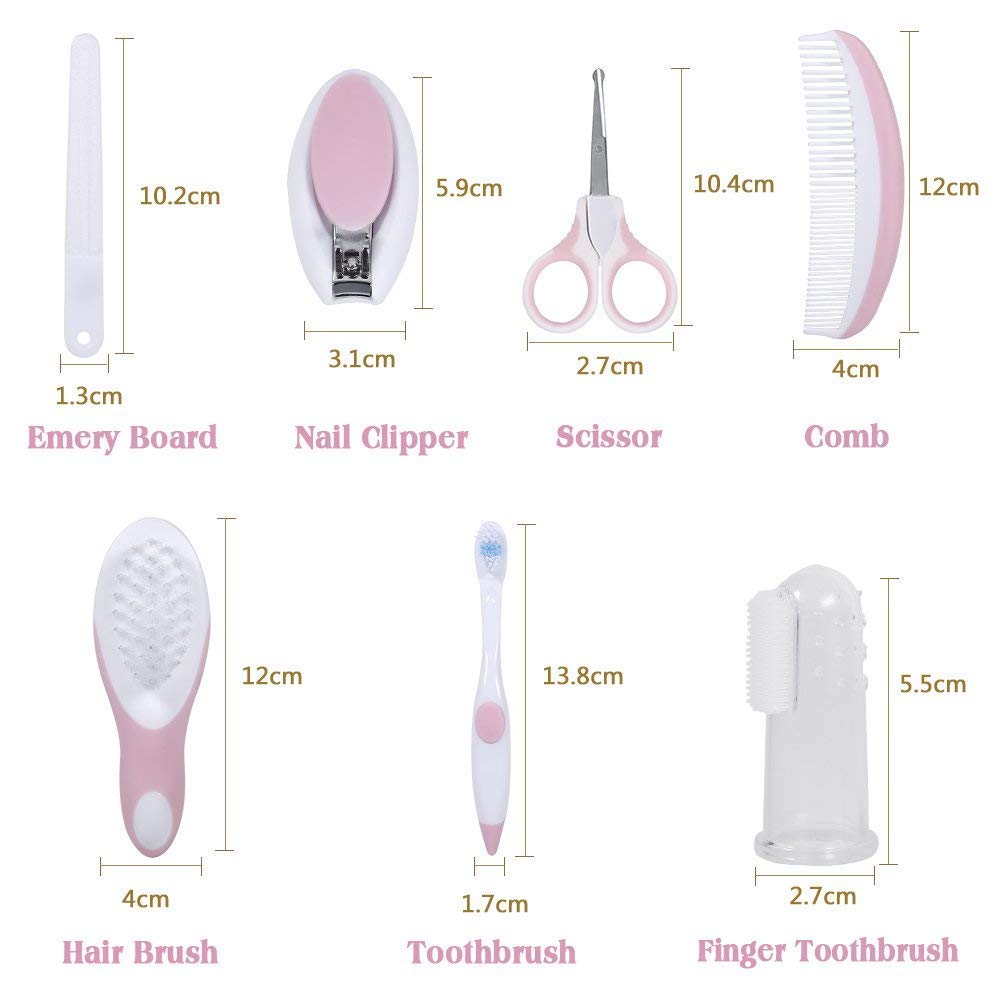 10.2cm
5.9cm
10.4cm
12cm
3.1cm
2.7cm
4cm
1.3cm
Emery Board
Nail Clipper
Scissor
Comb
12cm
13.8cm
5.5cm
4cm
1.7cm
2.7cm
Hair Brush
Toothbrush
Finger Toothbrush